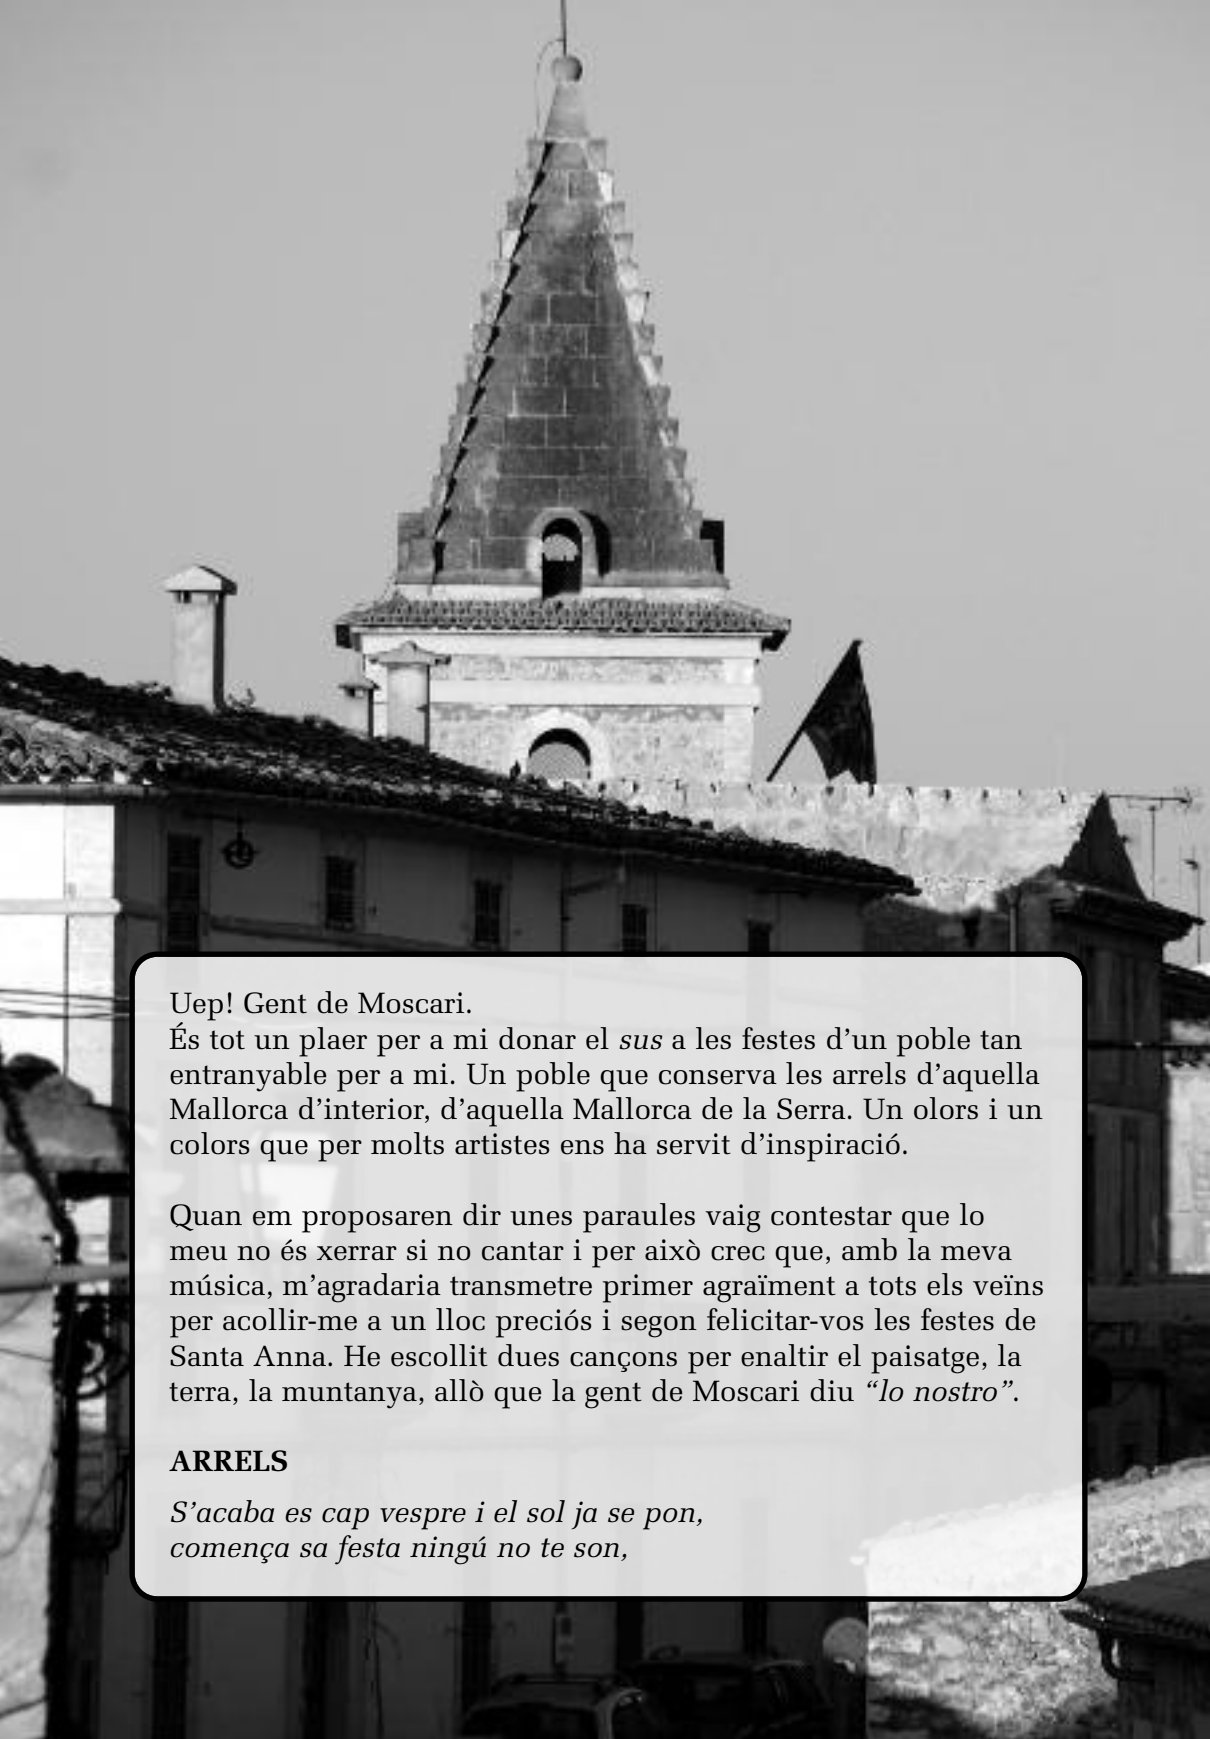 Uep! Gent de Moscari.
És tot un plaer per a mi donar el sus a les festes d’un poble tan
entranyable per a mi. Un poble que conserva les arrels d’aquella
Mallorca d’interior, d’aquella Mallorca de la Serra. Un olors i un
colors que per molts artistes ens ha servit d’inspiració.

Quan em proposaren dir unes paraules vaig contestar que lo
meu no és xerrar si no cantar i per això crec que, amb la meva
música, m’agradaria transmetre primer agraïment a tots els veïns
per acollir-me a un lloc preciós i segon felicitar-vos les festes de
Santa Anna. He escollit dues cançons per enaltir el paisatge, la
terra, la muntanya, allò que la gent de Moscari diu “lo nostro”.

ARRELS
S’acaba es cap vespre i el sol ja se pon,
comença sa festa ningú no te son,